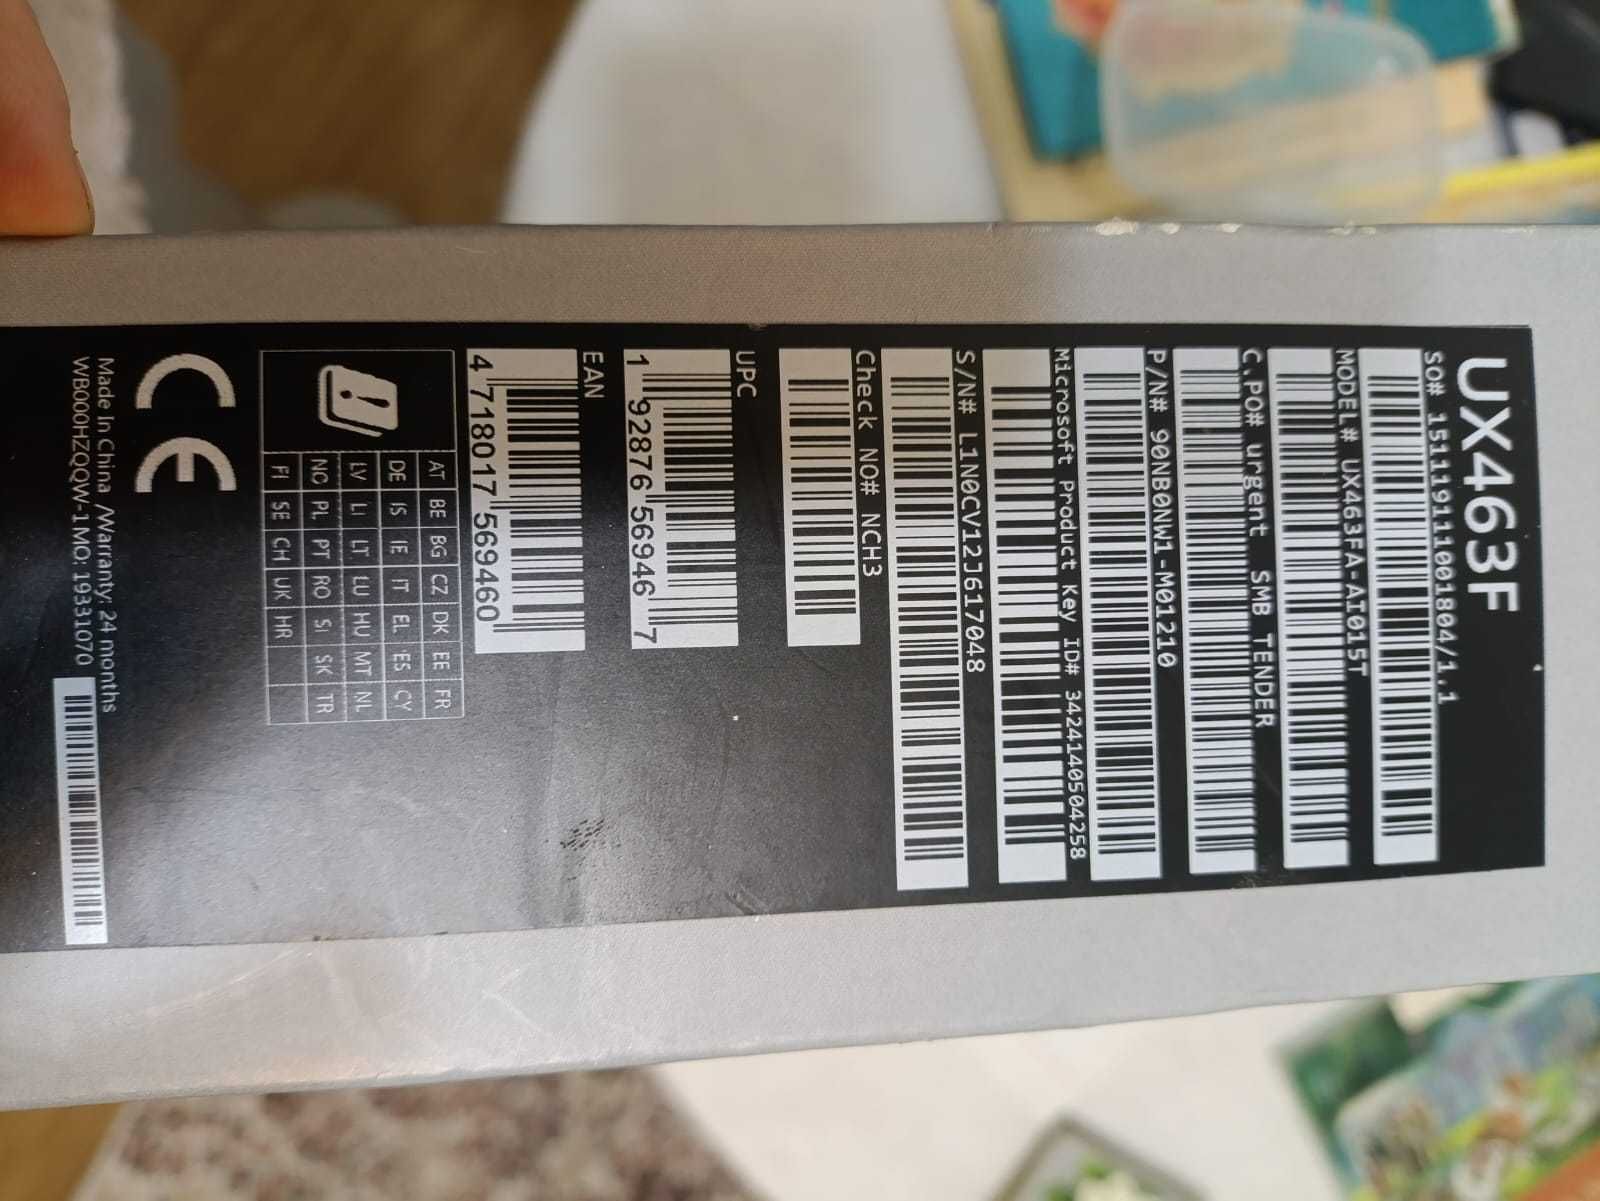 UX463F
SO# 151119111001804/1.1
MODEL# UX463FA-AI015T
C.PO# urgent SMB TENDER
P/N# 90NB0NW1-M01210
Microsoft Product Key ID# 3424140504258
S/N# L1N0CV12J617048
Check NO# NCH3
UPC
1 92876 56946 7
EAN
4 718017 569460
AT BE BG CZ DK EE FR
DE IS IE IT EL ES CY
LV LI LT LU HU MT NL
NC PL PT RO SI SK TR
FI SE CH UK HR
CE
Made In China /Warranty: 24 months
WB000HZQQW-1MO: 19331070